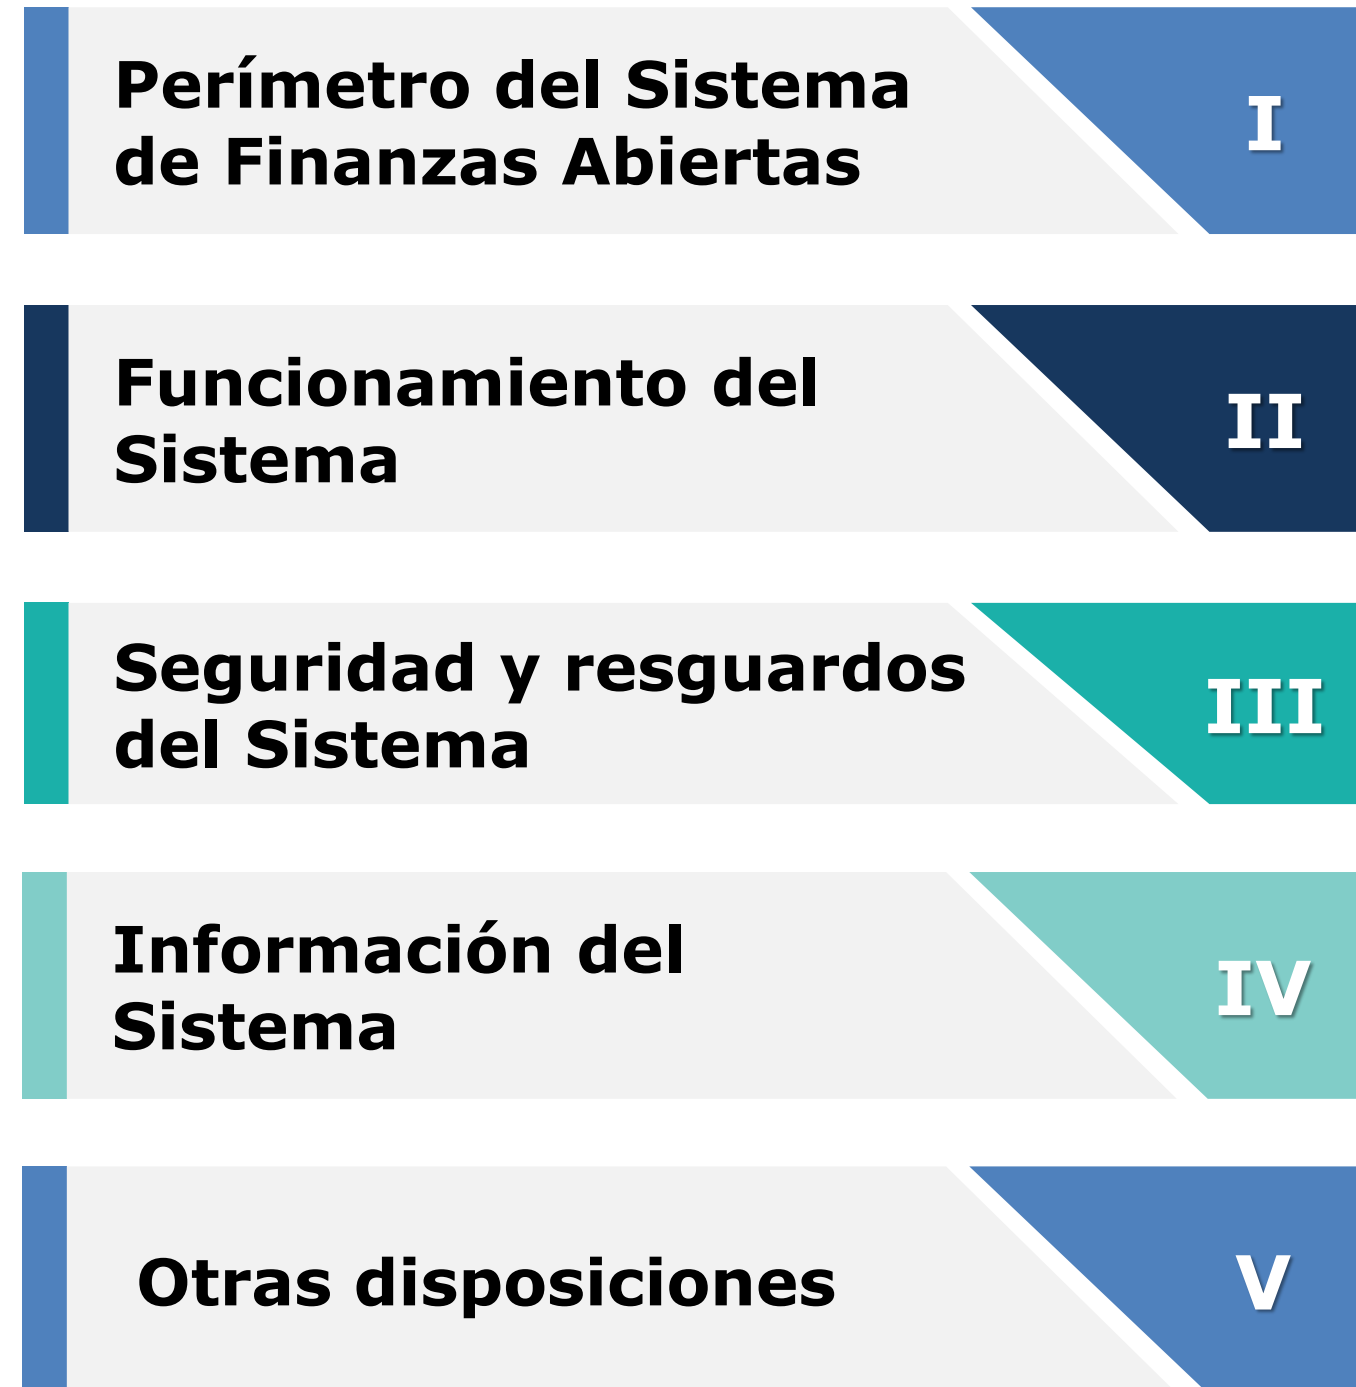 Perímetro del Sistema
de Finanzas Abiertas
I
Funcionamiento del
Sistema
II
Seguridad y resguardos
del Sistema
III
Información del
Sistema
IV
Otras disposiciones
V